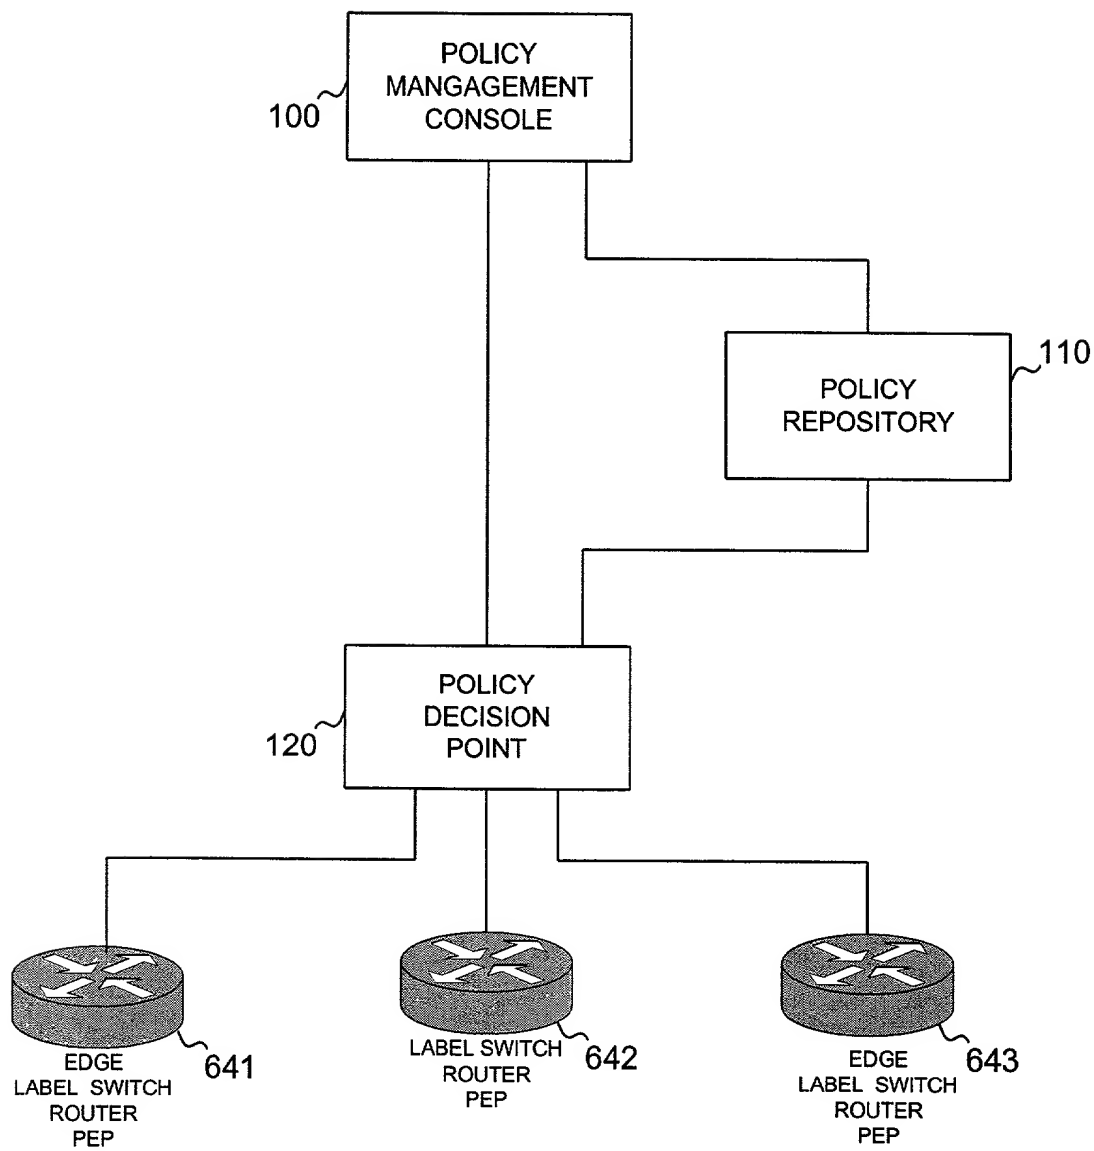 POLICY
MANGAGEMENT
CONSOLE
100
110
POLICY
REPOSITORY
POLICY
DECISION
POINT
120
641
EDGE
LABEL SWITCH
ROUTER
PEP
642
LABEL SWITCH
ROUTER
PEP
643
EDGE
LABEL SWITCH
ROUTER
PEP